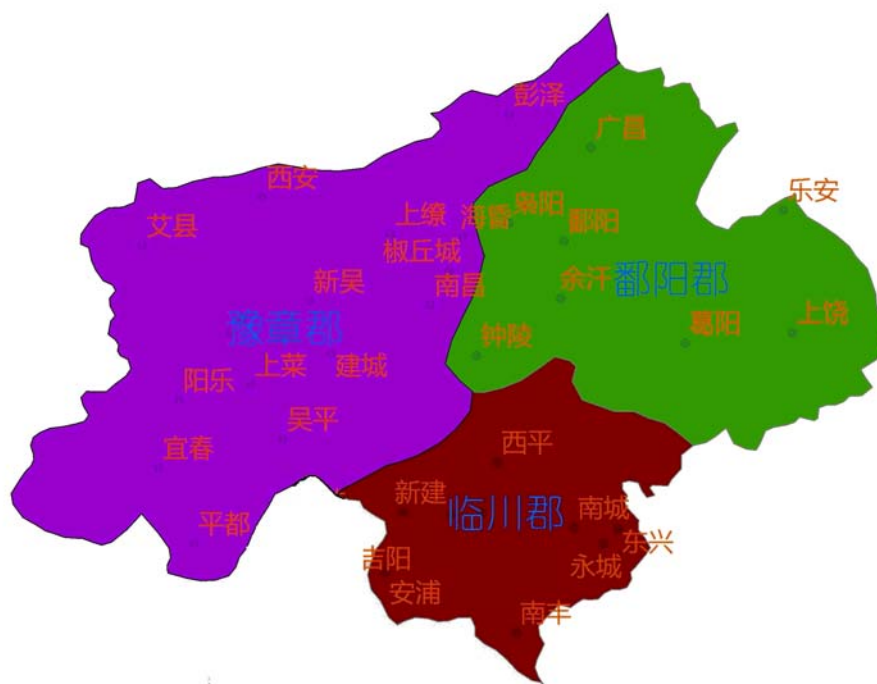 彭泽
广昌
西安
乐安
艾县
上缭
海昏
枭阳
鄱阳
椒丘城
新吴
南昌
余汗
鄱阳郡
豫章郡
钟陵
葛阳
上饶
阳乐
上菜
建城
吴平
宜春
西平
新建
临川郡
南城
平都
东兴
永城
吉阳
安浦
南丰